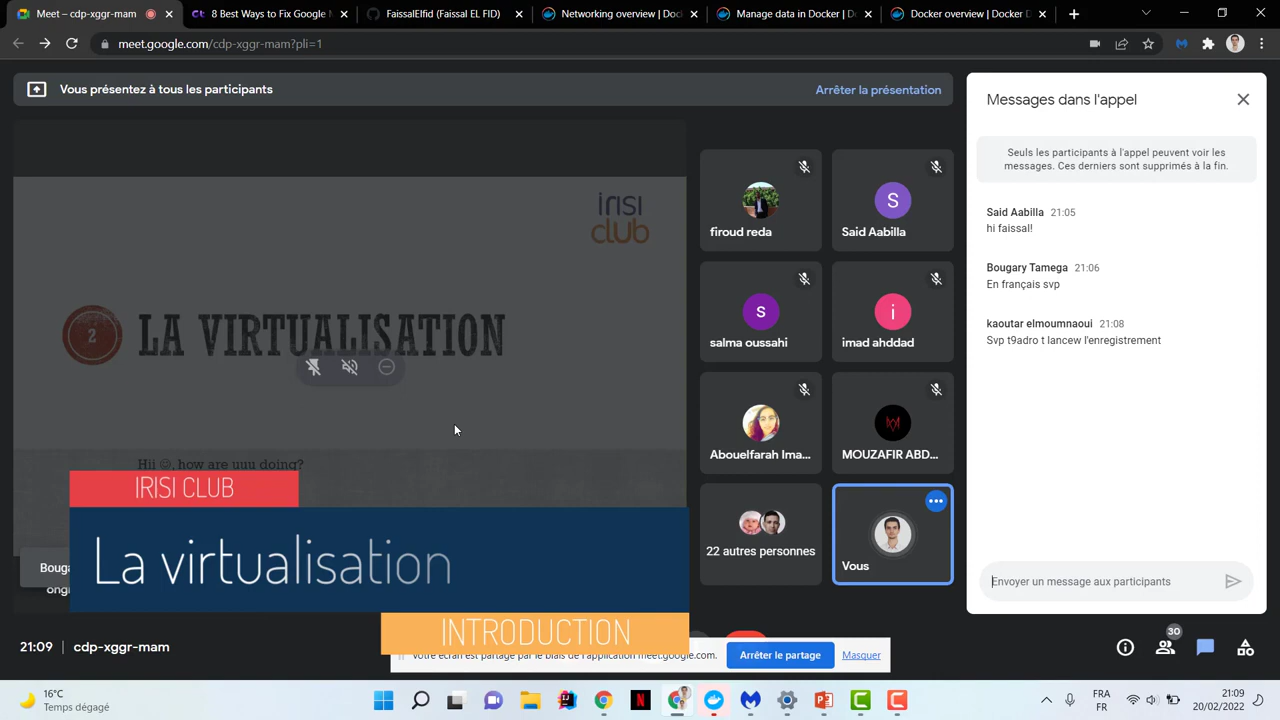 Meet - cdp-xggr-mam
8 Best Ways to Fix Google M
FaissalElfid (Faissal EL FID)
Networking overview | Doc
Manage data in Docker | D
Docker overview | Docker D
meet.google.com/cdp-xggr-mam?pli=1
Vous présentez à tous les participants
Arrêter la présentation
irisi
club
2
LA VIRTUALISATION
Hii ☺, how are uuu doing?
IRISI CLUB
La virtualisation
INTRODUCTION
Bouga
firoud reda
S
Said Aabilla
s
salma oussahi
i
imad ahddad
Abouelfarah Ima...
MOUZAFIR ABD...
22 autres personnes
Vous
Messages dans l'appel
Seuls les participants à l'appel peuvent voir les
messages. Ces derniers sont supprimés à la fin.
Said Aabilla 21:05
hi faissal!
Bougary Tamega 21:06
En français svp
kaoutar elmoumnaoui 21:08
Svp t9adro t lancew l'enregistrement
Envoyer un message aux participants
21:09 | cdp-xggr-mam
30
Votre écran est partagé par le biais de l'application meet.google.com.
Arrêter le partage
Masquer
16°C
Temps dégagé
FRA
FR
21:09
20/02/2022